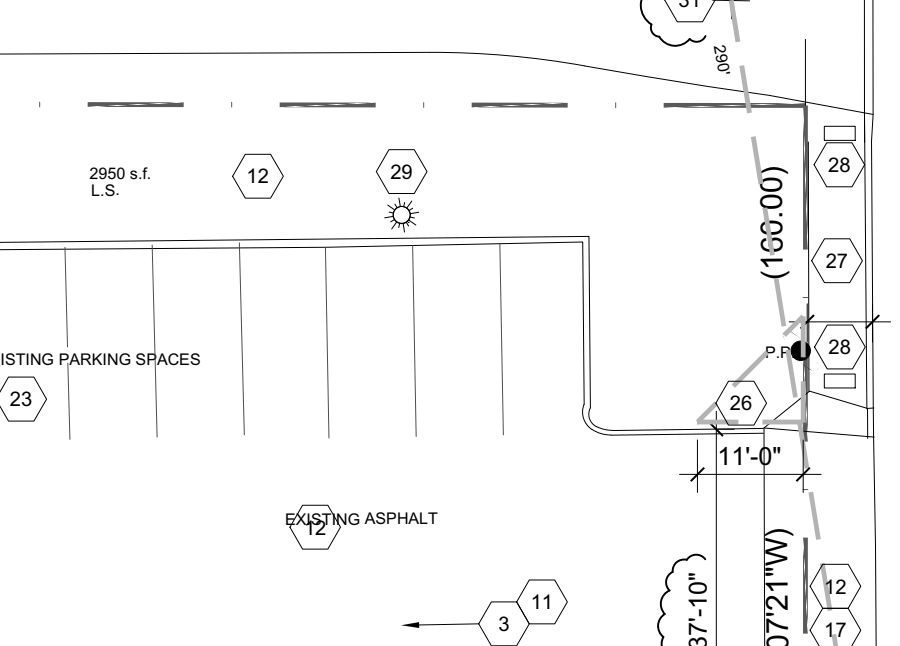 31
290'
2950 s.f.
L.S.
12
29
28
(160.00)
27
28
P.P
ISTING PARKING SPACES
23
26
11'-0"
EXISTING ASPHALT
12
37'-10"
07'21"W)
12
11
3
17